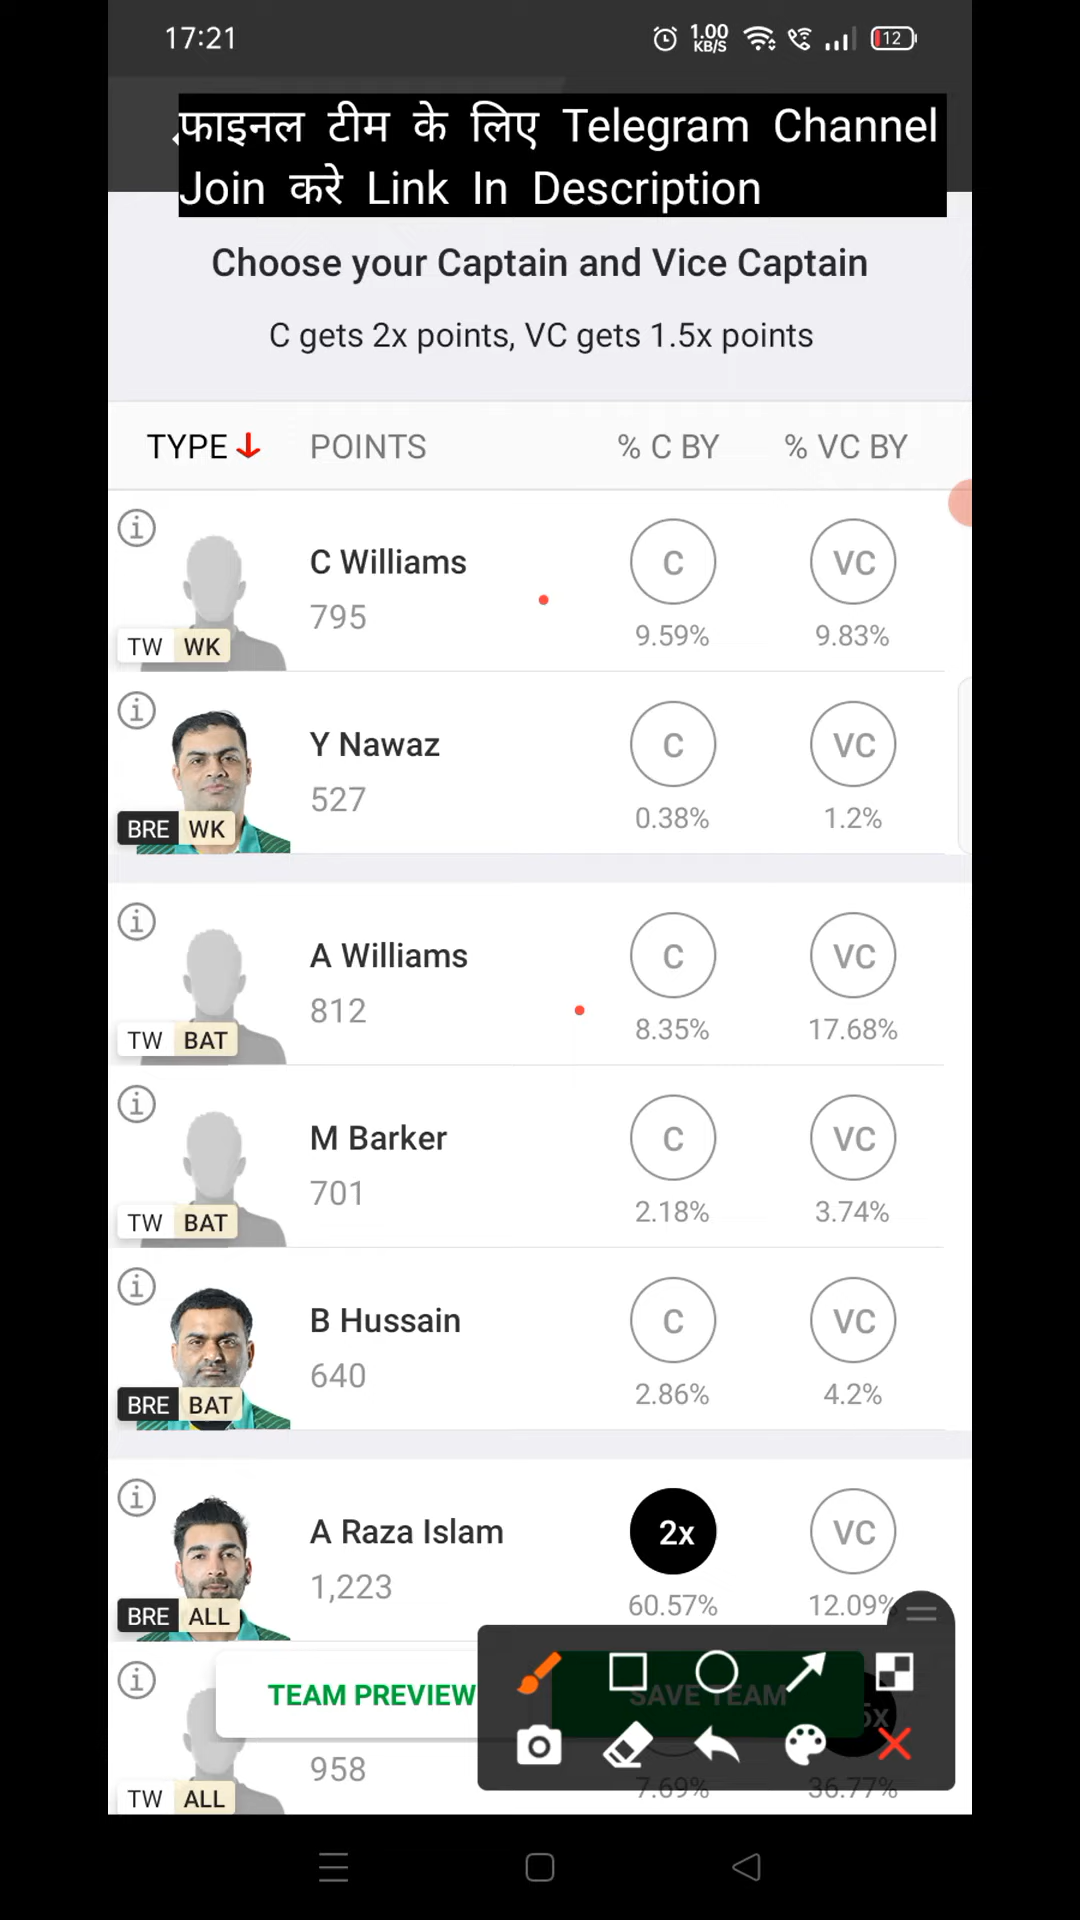 17:21
1.00 KB/S
12
फाइनल टीम के लिए Telegram Channel
Join करे Link In Description
Choose your Captain and Vice Captain
C gets 2x points, VC gets 1.5x points
TYPE POINTS % C BY % VC BY
C Williams C VC
795 9.59% 9.83%
TW WK
Y Nawaz C VC
527 0.38% 1.2%
BRE WK
A Williams C VC
812 8.35% 17.68%
TW BAT
M Barker C VC
701 2.18% 3.74%
TW BAT
B Hussain C VC
640 2.86% 4.2%
BRE BAT
A Raza Islam 2x VC
1,223 60.57% 12.09%
BRE ALL
TEAM PREVIEW SAVE TEAM
958 7.69% 36.77%
TW ALL